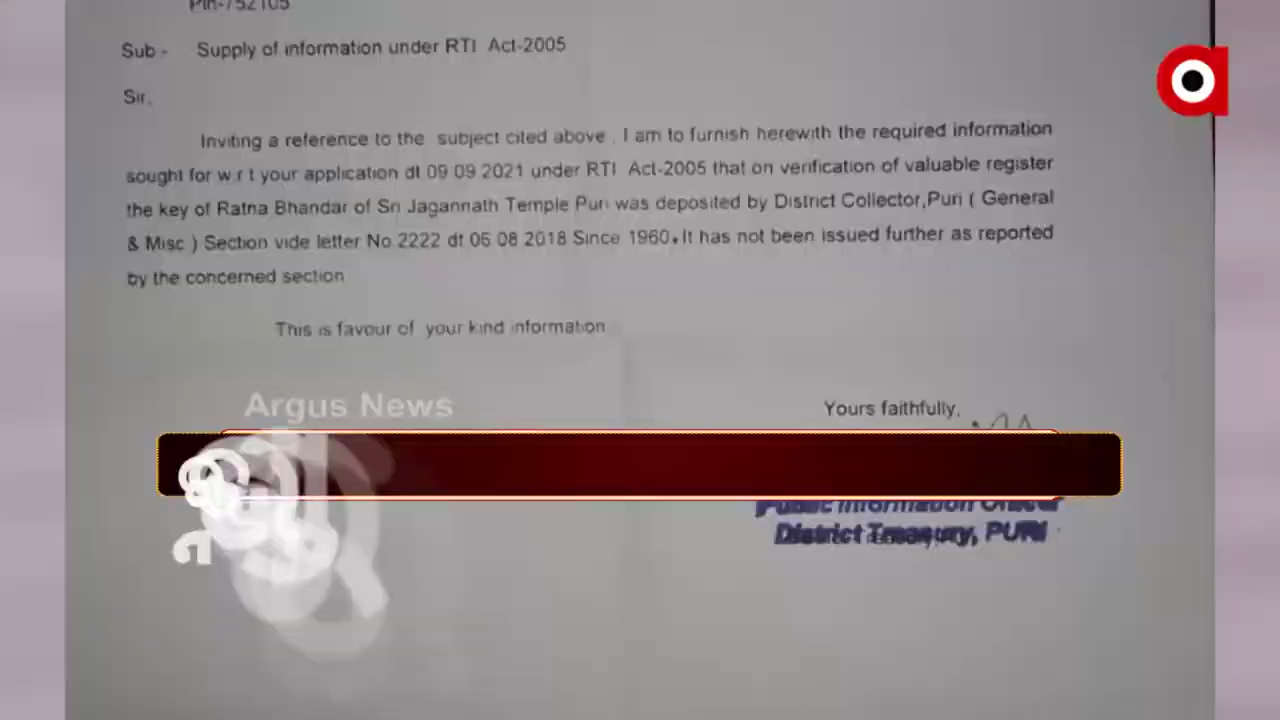 Pin-752105
Sub - Supply of information under RTI Act-2005
Sir,
Inviting a reference to the subject cited above , I am to furnish herewith the required information
sought for w.r t your application dt 09 09 2021 under RTI Act-2005 that on verification of valuable register
the key of Ratna Bhandar of Sri Jagannath Temple Puri was deposited by District Collector,Puri ( General
& Misc ) Section vide letter No 2222 dt 06 08 2018 Since 1960.It has not been issued further as reported
by the concerned section
This is favour of your kind information
Argus News
Yours faithfully,
Public Information Officer
District Treasury, PURI